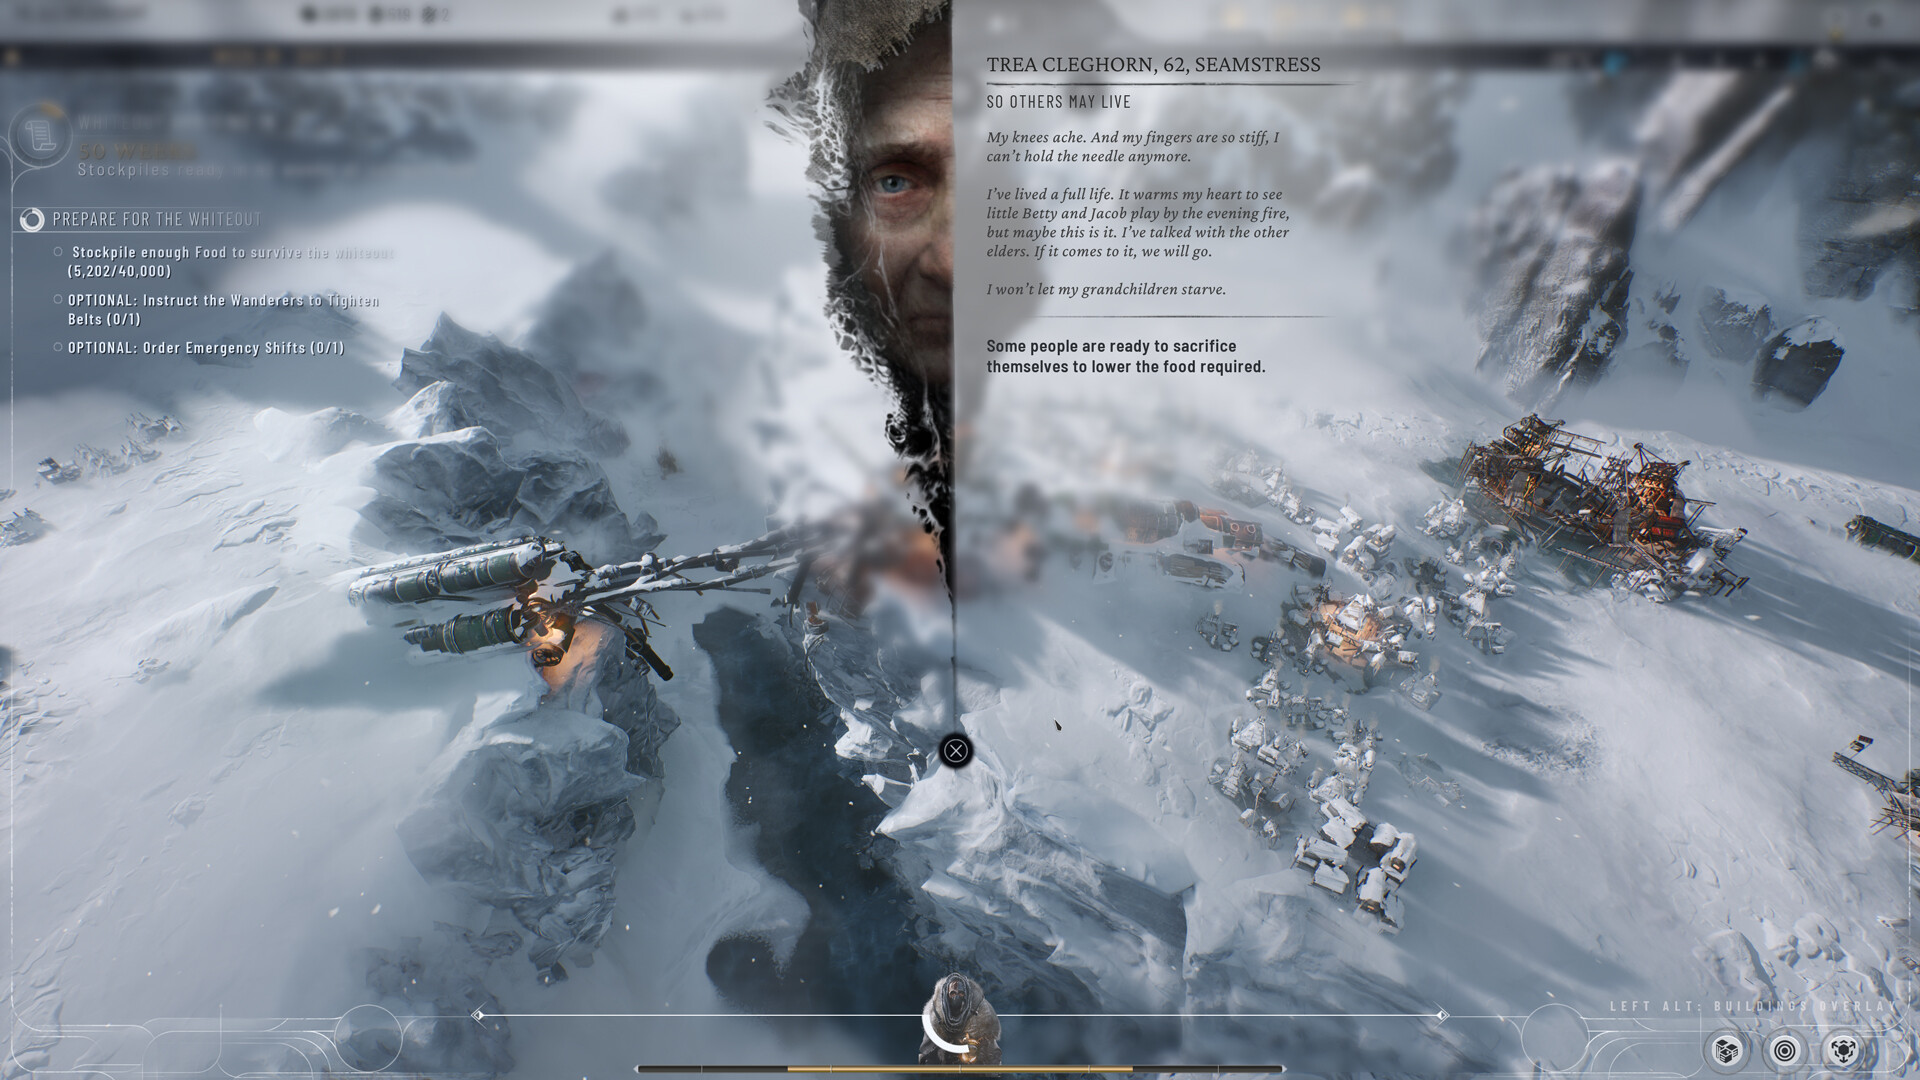 50 WEEKS
Stockpiles ready
PREPARE FOR THE WHITEOUT
Stockpile enough Food to survive the whiteout
(5,202/40,000)
OPTIONAL: Instruct the Wanderers to Tighten
Belts (0/1)
OPTIONAL: Order Emergency Shifts (0/1)
TREA CLEGHORN, 62, SEAMSTRESS
SO OTHERS MAY LIVE
My knees ache. And my fingers are so stiff, I
can't hold the needle anymore.
I've lived a full life. It warms my heart to see
little Betty and Jacob play by the evening fire,
but maybe this is it. I've talked with the other
elders. If it comes to it, we will go.
I won't let my grandchildren starve.
Some people are ready to sacrifice
themselves to lower the food required.
LEFT ALT: BUILDINGS OVERLAY